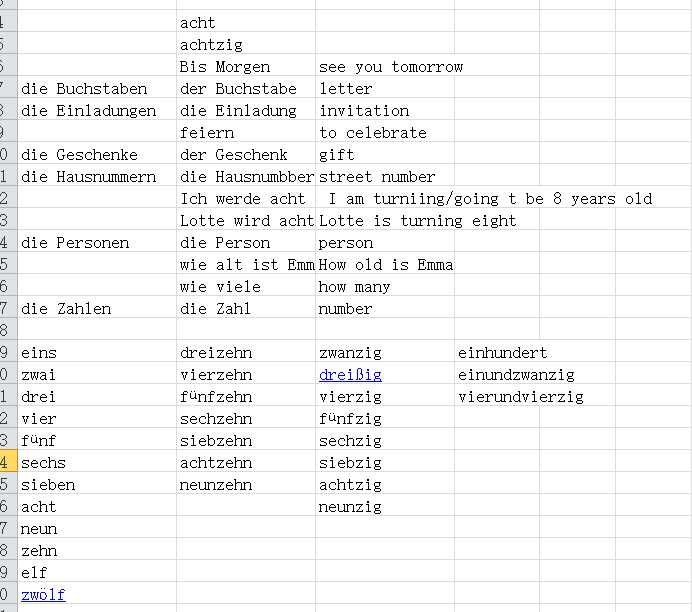 4 acht
5 achtzig
6 Bis Morgen see you tomorrow
7 die Buchstaben der Buchstabe letter
8 die Einladungen die Einladung invitation
9 feiern to celebrate
0 die Geschenke der Geschenk gift
1 die Hausnummern die Hausnumbber street number
2 Ich werde acht I am turniing/going t be 8 years old
3 Lotte wird acht Lotte is turning eight
4 die Personen die Person person
5 wie alt ist Emm How old is Emma
6 wie viele how many
7 die Zahlen die Zahl number
8
9 eins dreizehn zwanzig einhundert
0 zwai vierzehn dreißig einundzwanzig
1 drei fünfzehn vierzig vierundvierzig
2 vier sechzehn fünfzig
3 fünf siebzehn sechzig
4 sechs achtzehn siebzig
5 sieben neunzehn achtzig
6 acht neunzig
7 neun
8 zehn
9 elf
0 zwölf